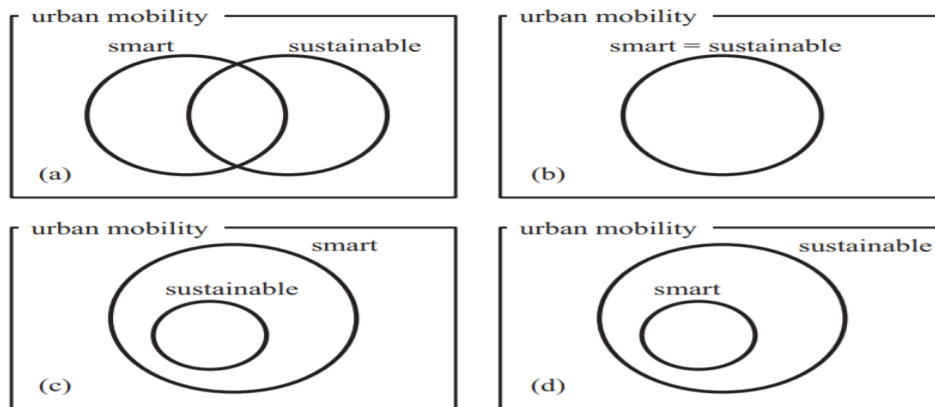 urban mobility
smart
sustainable
(a)
urban mobility
smart = sustainable
(b)
urban mobility
smart
sustainable
(c)
urban mobility
sustainable
smart
(d)